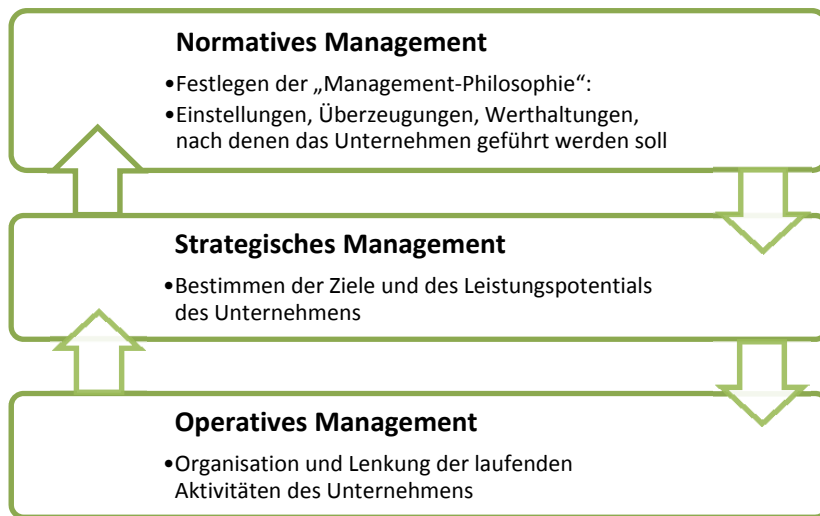 Normatives Management
•Festlegen der „Management-Philosophie“:
•Einstellungen, Überzeugungen, Werthaltungen,
nach denen das Unternehmen geführt werden soll
Strategisches Management
•Bestimmen der Ziele und des Leistungspotentials
des Unternehmens
Operatives Management
•Organisation und Lenkung der laufenden
Aktivitäten des Unternehmens